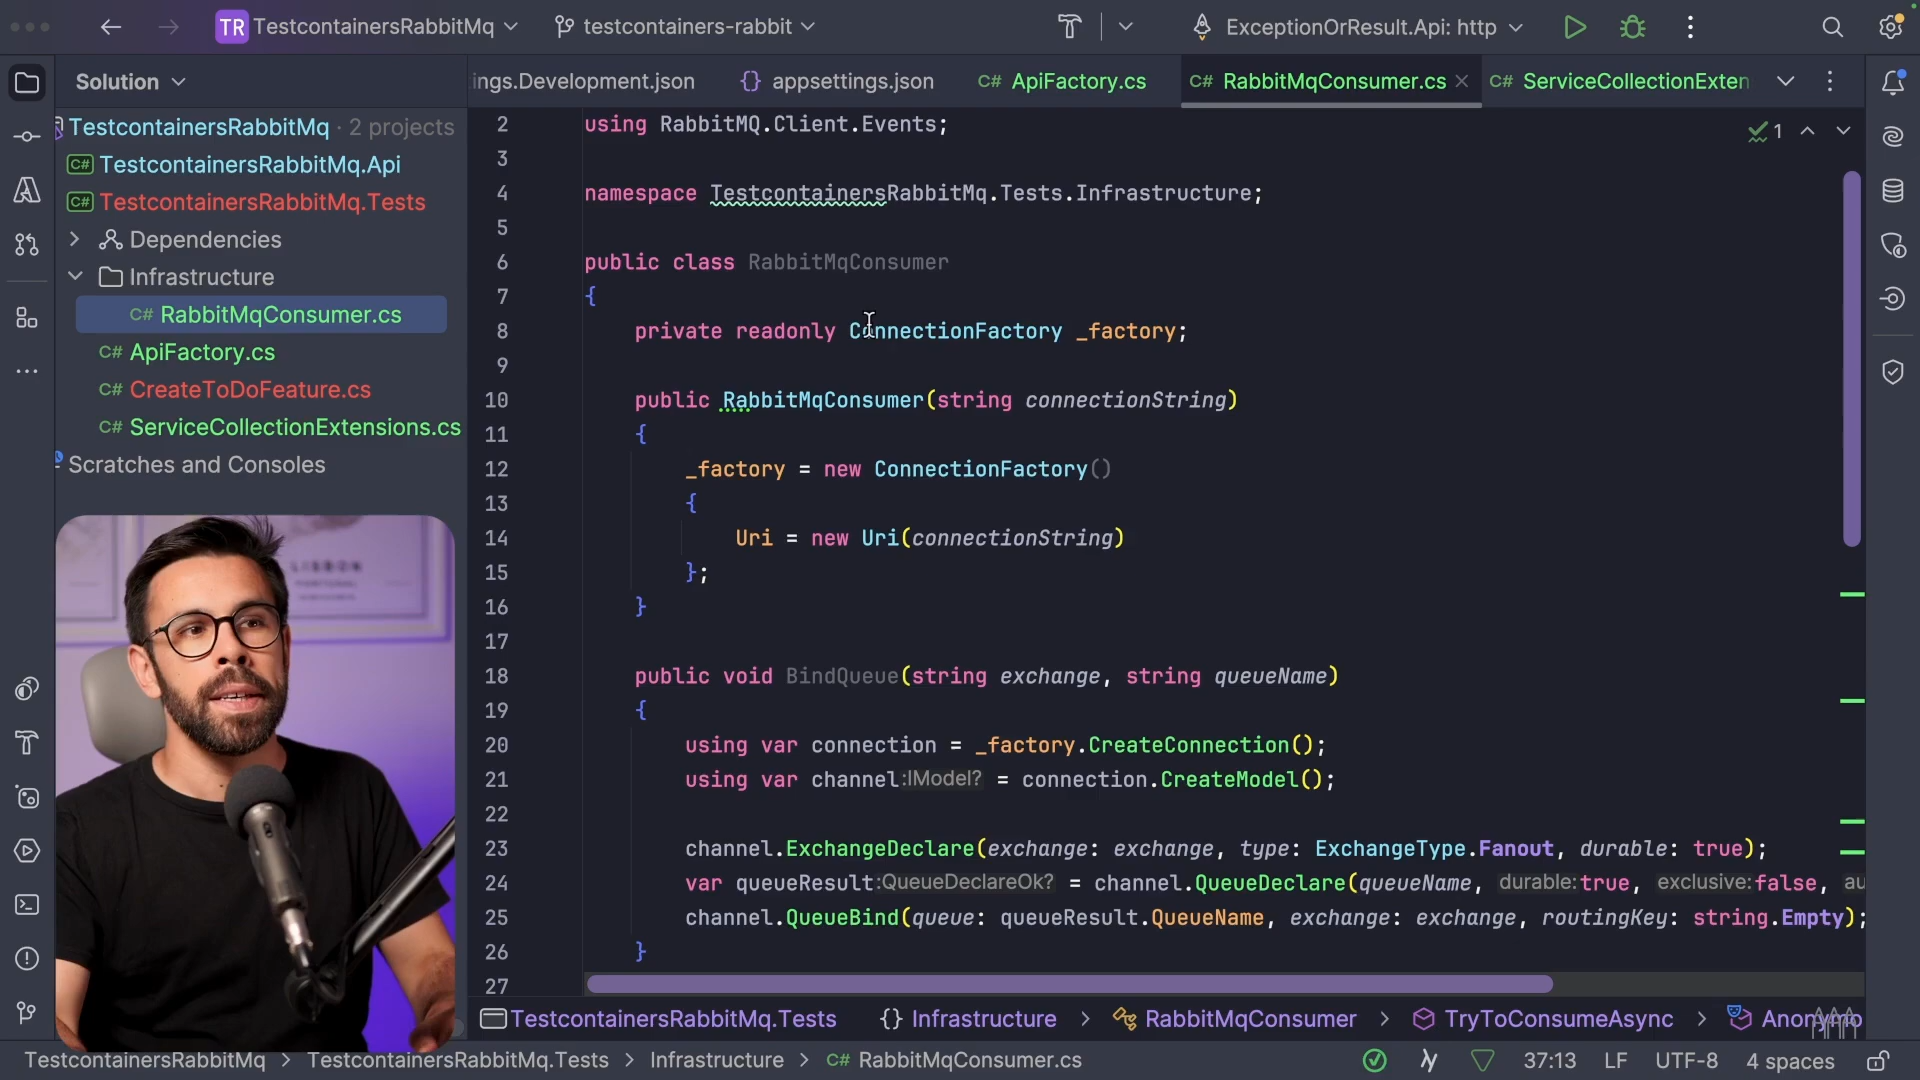 TR TestcontainersRabbitMq testcontainers-rabbit ExceptionOrResult.Api: http
Solution
ings.Development.json {} appsettings.json C# ApiFactory.cs C# RabbitMqConsumer.cs C# ServiceCollectionExten
TestcontainersRabbitMq · 2 projects
C# TestcontainersRabbitMq.Api
C# TestcontainersRabbitMq.Tests
Dependencies
Infrastructure
C# RabbitMqConsumer.cs
C# ApiFactory.cs
C# CreateToDoFeature.cs
C# ServiceCollectionExtensions.cs
Scratches and Consoles
LISBON
1
2 using RabbitMQ.Client.Events;
3
4 namespace TestcontainersRabbitMq.Tests.Infrastructure;
5
6 public class RabbitMqConsumer
7 {
8 private readonly ConnectionFactory _factory;
9
10 public RabbitMqConsumer(string connectionString)
11 {
12 _factory = new ConnectionFactory()
13 {
14 Uri = new Uri(connectionString)
15 };
16 }
17
18 public void BindQueue(string exchange, string queueName)
19 {
20 using var connection = _factory.CreateConnection();
21 using var channel:IModel? = connection.CreateModel();
22
23 channel.ExchangeDeclare(exchange: exchange, type: ExchangeType.Fanout, durable: true);
24 var queueResult:QueueDeclareOk? = channel.QueueDeclare(queueName, durable:true, exclusive:false, au
25 channel.QueueBind(queue: queueResult.QueueName, exchange: exchange, routingKey: string.Empty);
26 }
27
TestcontainersRabbitMq.Tests {} Infrastructure > RabbitMqConsumer > TryToConsumeAsync > Anonymo
TestcontainersRabbitMq > TestcontainersRabbitMq.Tests > Infrastructure > C# RabbitMqConsumer.cs 37:13 LF UTF-8 4 spaces